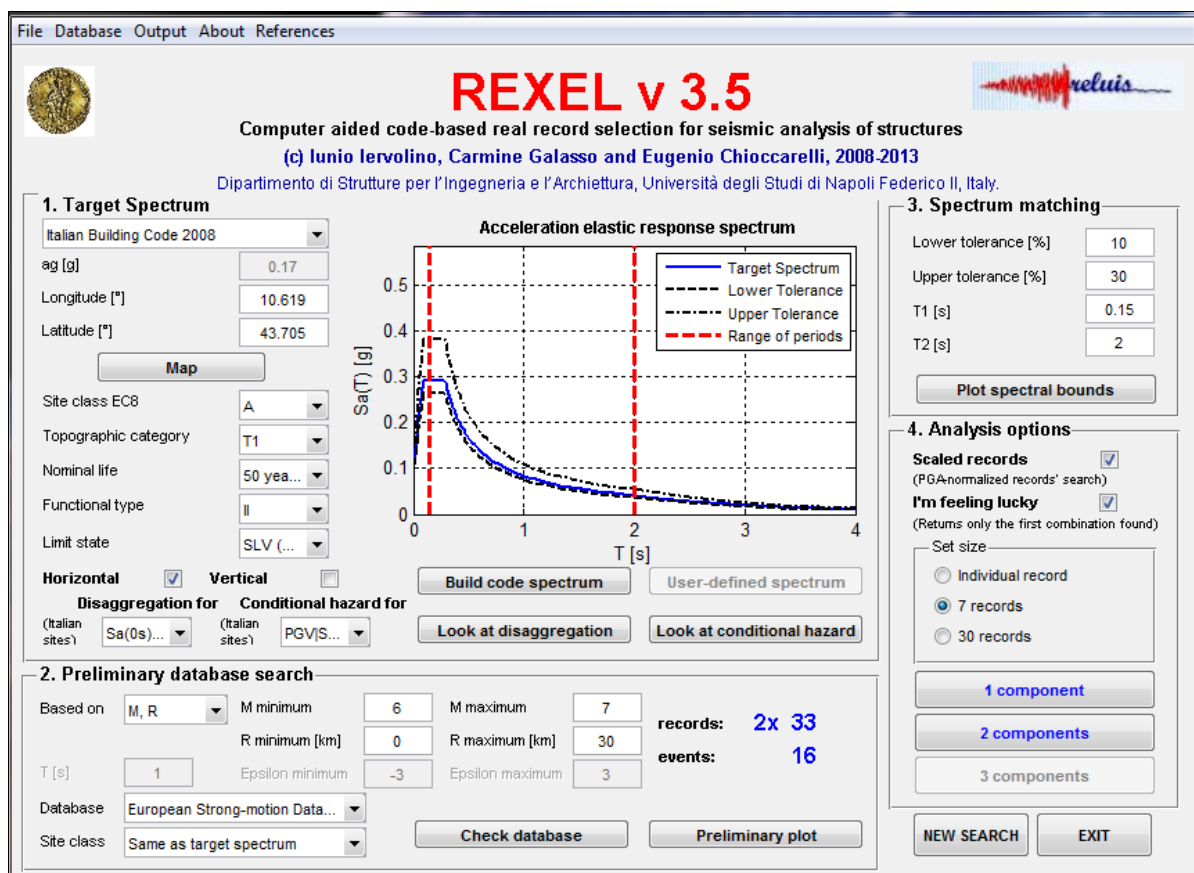 File Database Output About References
reluis
REXEL v 3.5
Computer aided code-based real record selection for seismic analysis of structures
(c) Iunio Iervolino, Carmine Galasso and Eugenio Chioccarelli, 2008-2013
Dipartimento di Strutture per l'Ingegneria e l'Archiettura, Università degli Studi di Napoli Federico II, Italy.
1. Target Spectrum
Italian Building Code 2008
ag [g] 0.17
Longitude [°] 10.619
Latitude [°] 43.705
Map
Site class EC8 A
Topographic category T1
Nominal life 50 yea...
Functional type II
Limit state SLV (...
Horizontal Vertical
Disaggregation for Conditional hazard for
(Italian sites) Sa(0s)... (Italian sites) PGV|S...
Acceleration elastic response spectrum
Target Spectrum
Lower Tolerance
Upper Tolerance
Range of periods
Sa(T) [g]
0.5
0.4
0.3
0.2
0.1
0
0 1 2 3 4
T [s]
Build code spectrum User-defined spectrum
Look at disaggregation Look at conditional hazard
2. Preliminary database search
Based on M, R M minimum 6 M maximum 7
R minimum [km] 0 R maximum [km] 30
T [s] 1 Epsilon minimum -3 Epsilon maximum 3
records: 2x 33
events: 16
Database European Strong-motion Data...
Site class Same as target spectrum
Check database Preliminary plot
3. Spectrum matching
Lower tolerance [%] 10
Upper tolerance [%] 30
T1 [s] 0.15
T2 [s] 2
Plot spectral bounds
4. Analysis options
Scaled records
(PGA-normalized records' search)
I'm feeling lucky
(Returns only the first combination found)
Set size
Individual record
7 records
30 records
1 component
2 components
3 components
NEW SEARCH EXIT